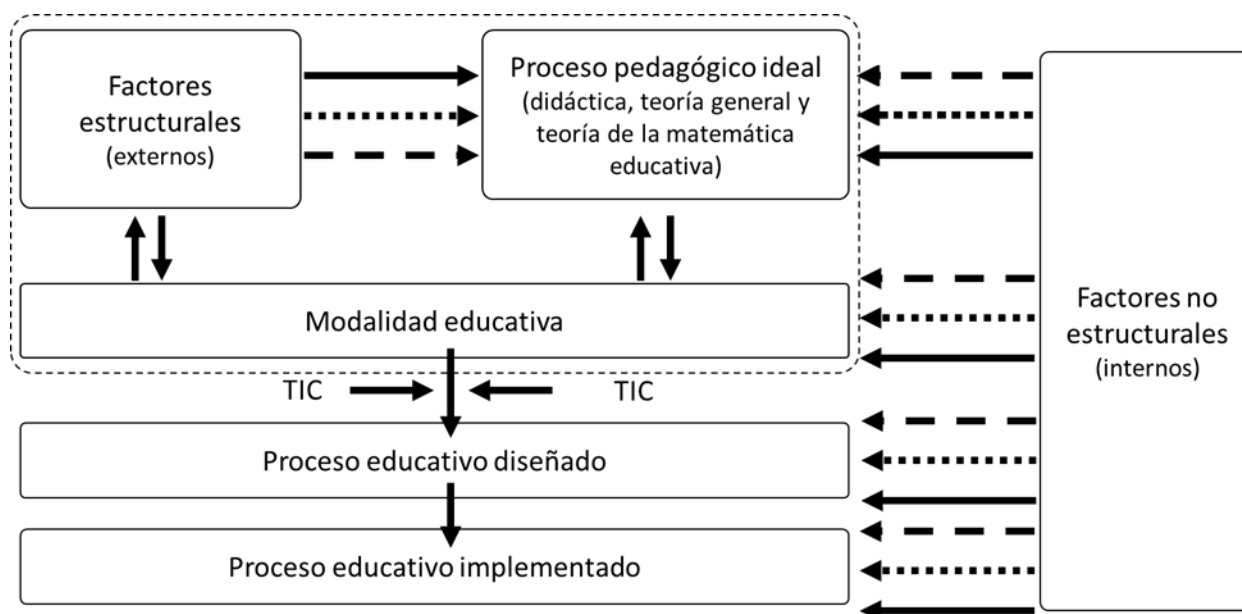 Factores
estructurales
(externos)
Proceso pedagógico ideal
(didáctica, teoría general y
teoría de la matemática
educativa)
Modalidad educativa
Factores no
estructurales
(internos)
TIC
TIC
Proceso educativo diseñado
Proceso educativo implementado